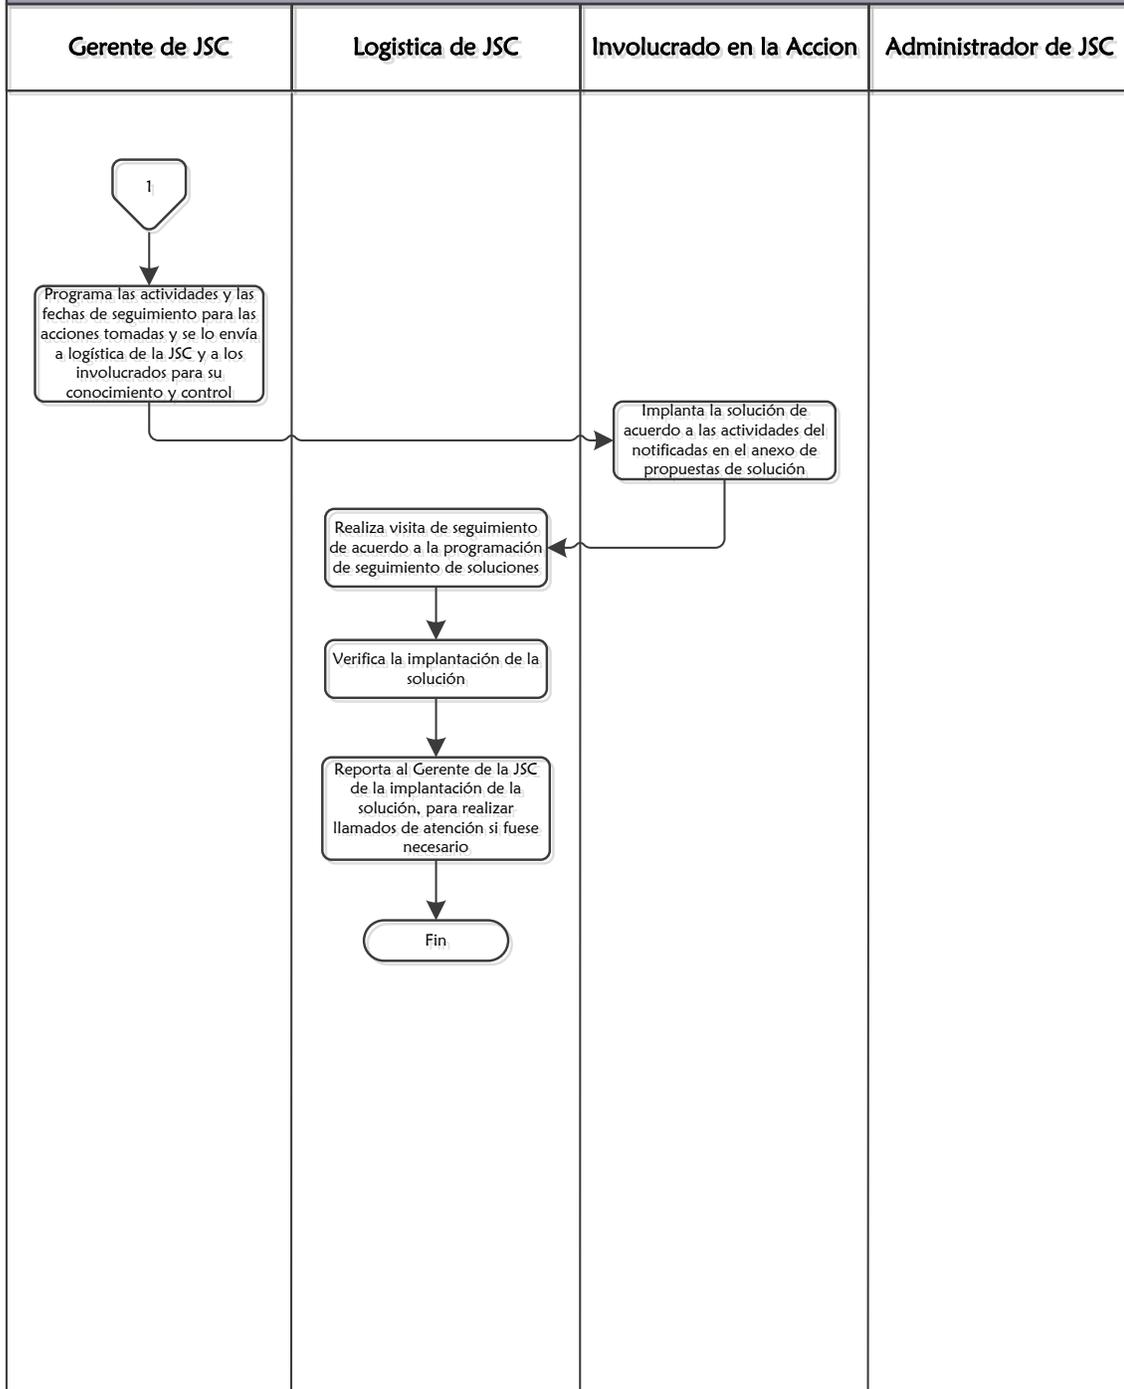 Gerente de JSC
Logistica de JSC
Involucrado en la Accion
Administrador de JSC
1
Programa las actividades y las
fechas de seguimiento para las
acciones tomadas y se lo envía
a logística de la JSC y a los
involucrados para su
conocimiento y control
Implanta la solución de
acuerdo a las actividades del
notificadas en el anexo de
propuestas de solución
Realiza visita de seguimiento
de acuerdo a la programación
de seguimiento de soluciones
Verifica la implantación de la
solución
Reporta al Gerente de la JSC
de la implantación de la
solución, para realizar
llamados de atención si fuese
necesario
Fin